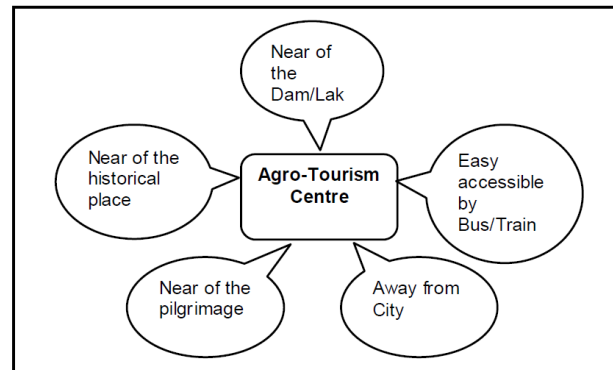 Near of
the
Dam/Lak
Near of the
historical
place
Agro-Tourism
Centre
Easy
accessible
by
Bus/Train
Near of the
pilgrimage
Away from
City